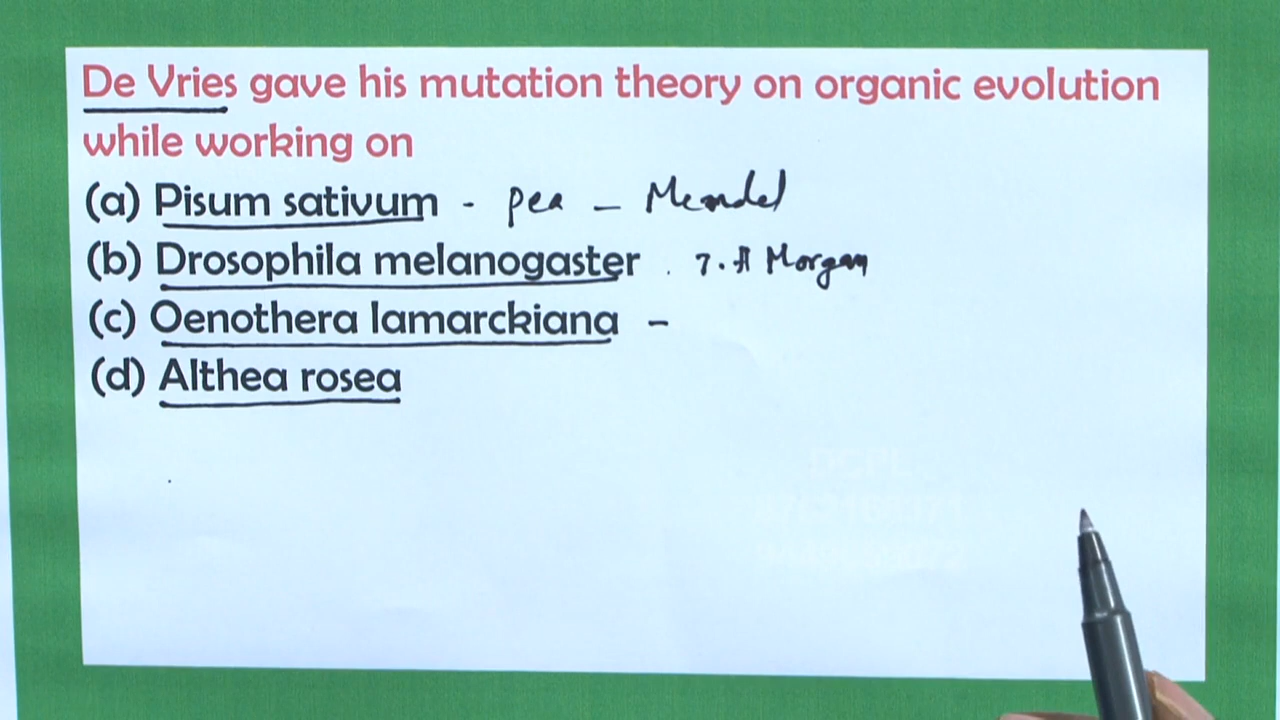 De Vries gave his mutation theory on organic evolution
while working on
(a) Pisum sativum - pea - Mendel
(b) Drosophila melanogaster . T. H Morgan
(c) Oenothera lamarckiana -
(d) Althea rosea